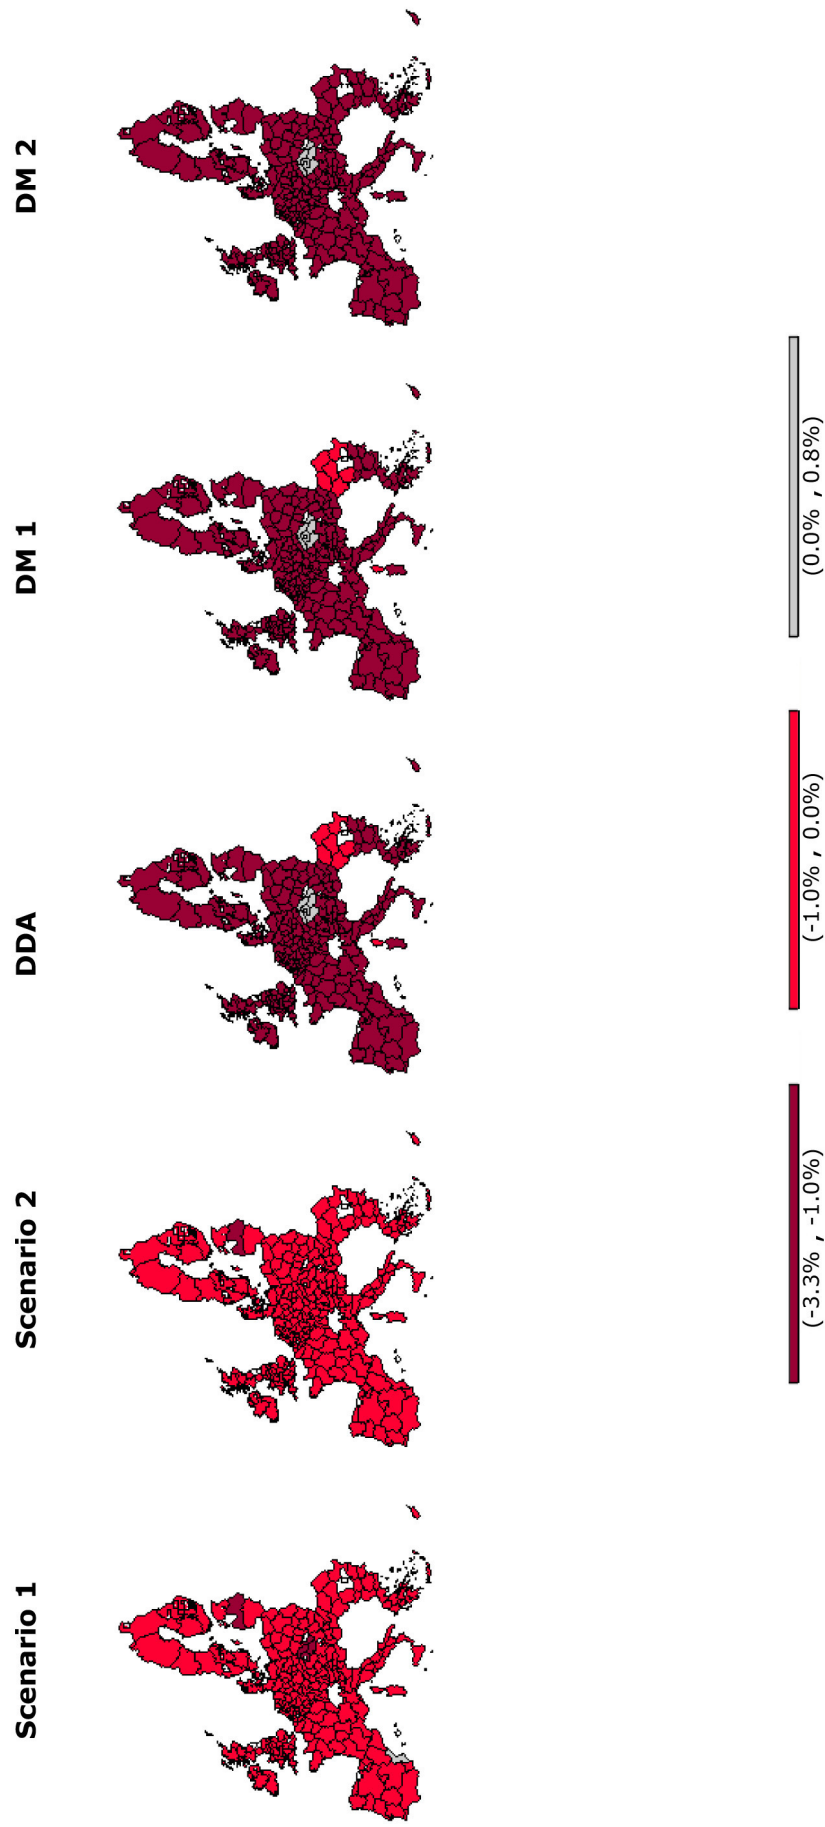 Scenario 1
Scenario 2
DDA
DM 1
DM 2
(-3.3% , -1.0%)
(-1.0% , 0.0%)
(0.0% , 0.8%)